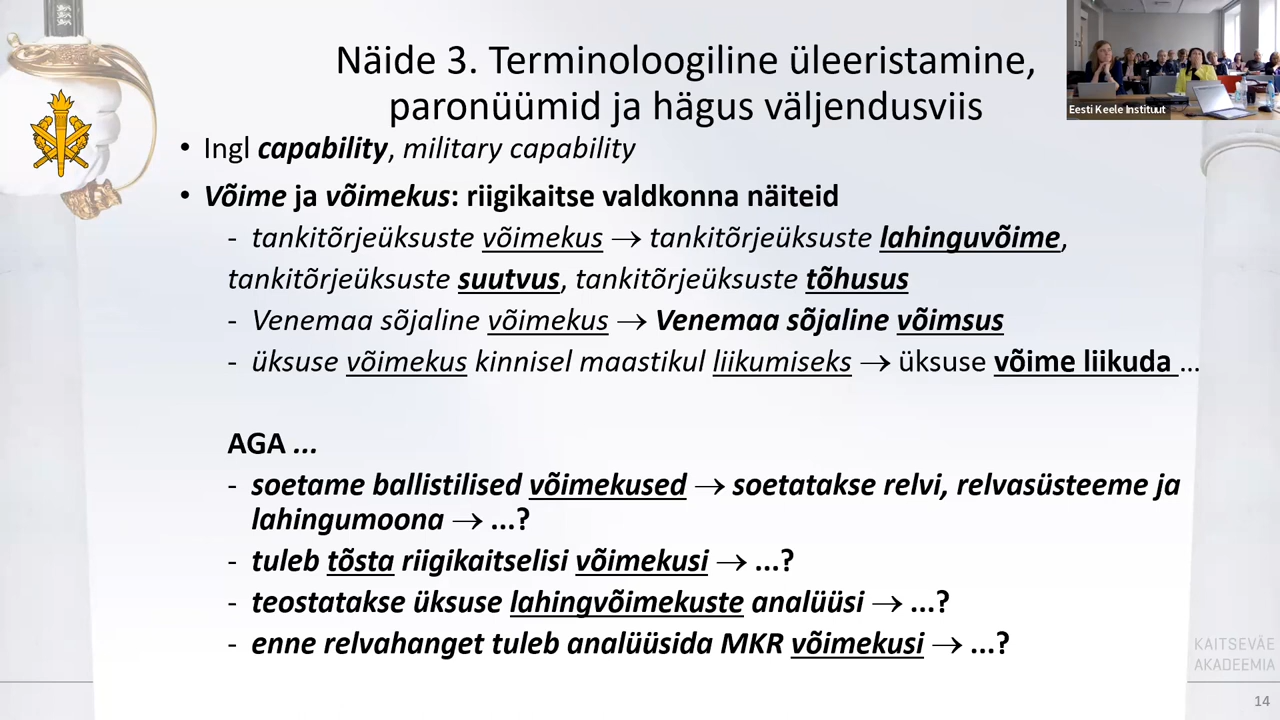 Näide 3. Terminoloogiline üleeristamine,
paronüümid ja hägus väljendusviis
Eesti Keele Instituut
• Ingl capability, military capability
• Võime ja võimekus: riigikaitse valdkonna näiteid
- tankitõrjeüksuste võimekus → tankitõrjeüksuste lahinguvõime,
tankitõrjeüksuste suutvus, tankitõrjeüksuste tõhusus
- Venemaa sõjaline võimekus → Venemaa sõjaline võimsus
- üksuse võimekus kinnisel maastikul liikumiseks → üksuse võime liikuda ...
AGA ...
- soetame ballistilised võimekused → soetatakse relvi, relvasüsteeme ja
lahingumoona → ...?
- tuleb tõsta riigikaitselisi võimekusi → ...?
- teostatakse üksuse lahingvõimekuste analüüsi → ...?
- enne relvahanget tuleb analüüsida MKR võimekusi → ...?
KAITSEVÄE
AKADEEMIA
14